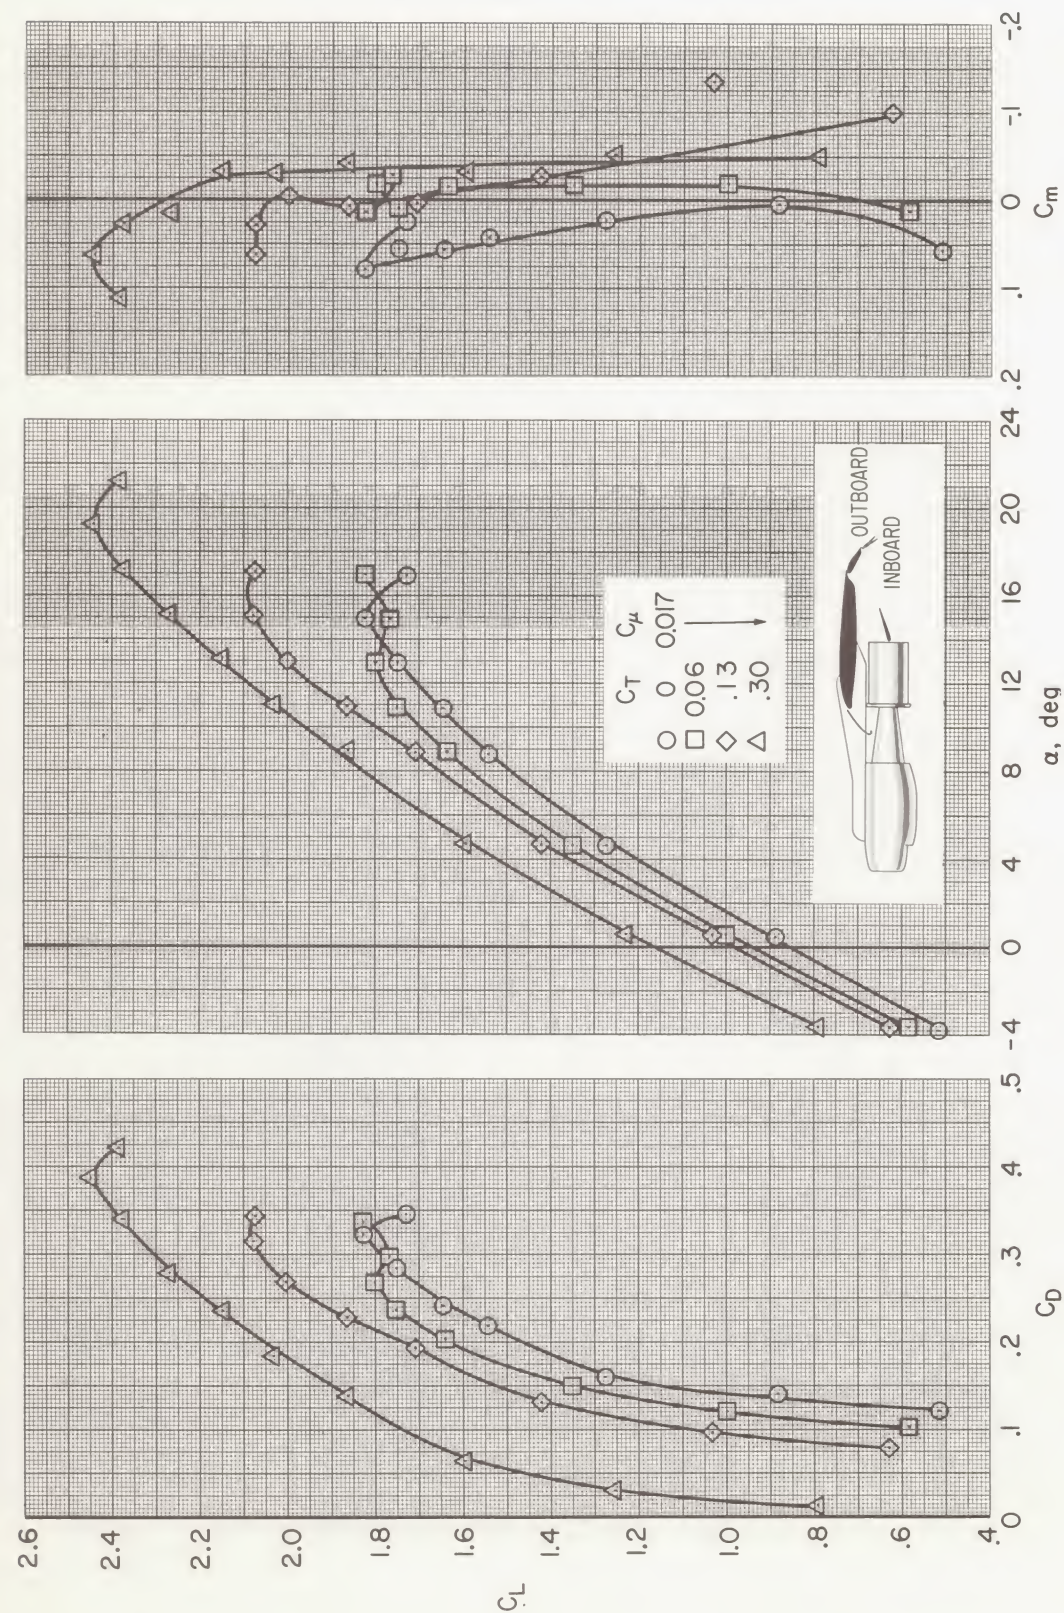 2.6
2.4
2.2
2.0
1.8
1.6
1.4
1.2
1.0
.8
.6
.4
C_L
0 .1 .2 .3 .4 .5
C_D
-4 0 4 8 12 16 20 24
α, deg
.2 .1 0 -.1 -.2
C_m
C_T C_μ
0 0.017
0.06
.13
.30
OUTBOARD
INBOARD